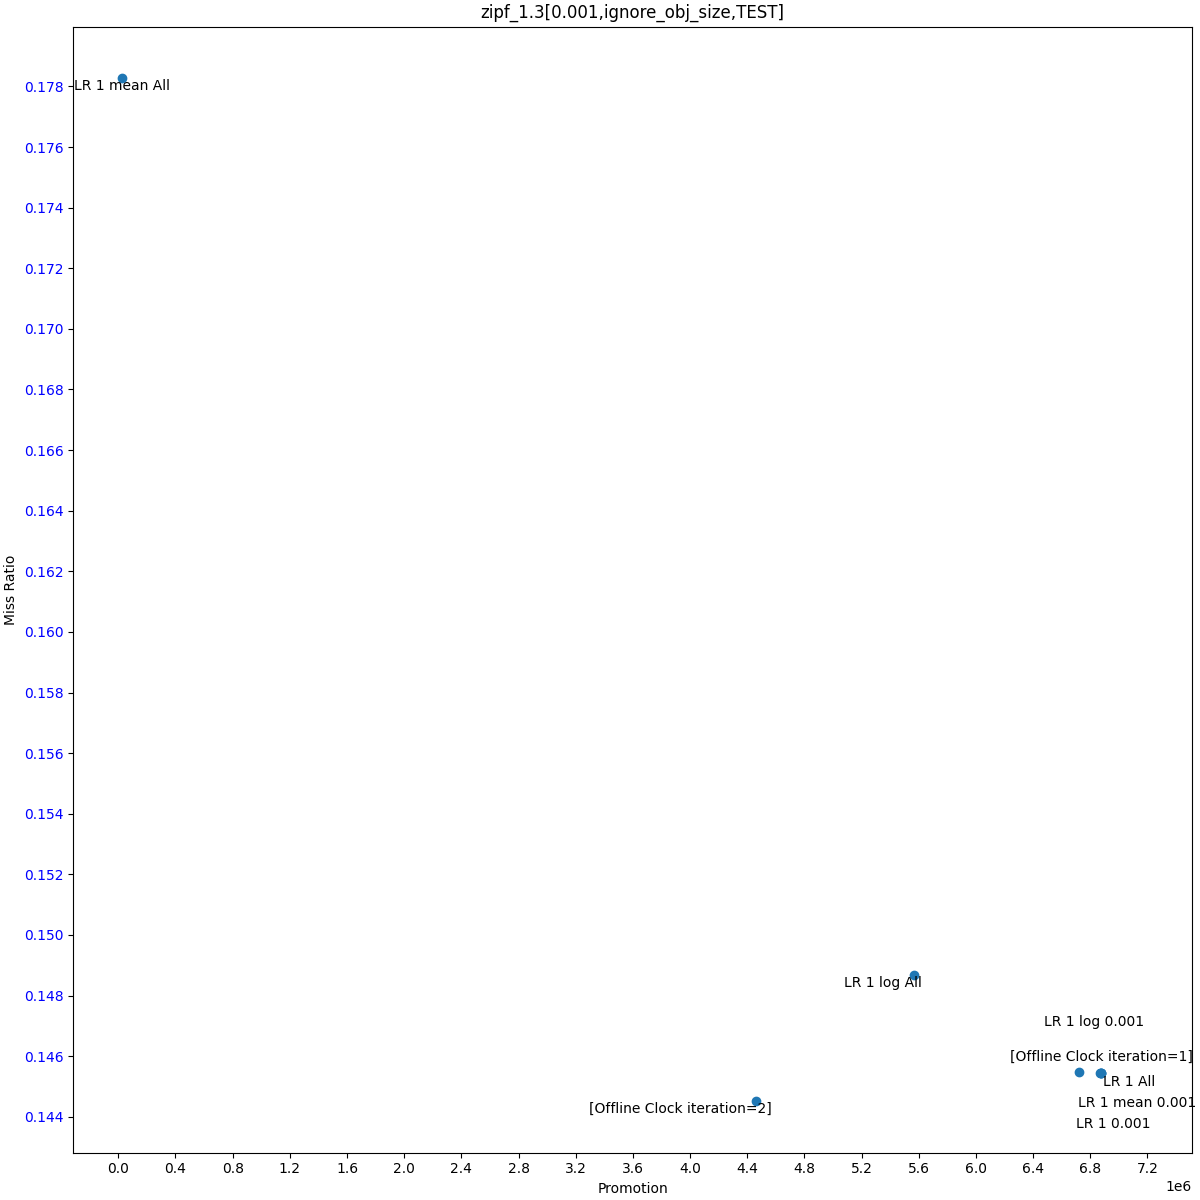 zipf_1.3[0.001,ignore_obj_size,TEST]
0.178
LR 1 mean All
0.176
0.174
0.172
0.170
0.168
0.166
0.164
0.162
0.160
0.158
0.156
0.154
0.152
0.150
0.148
0.146
0.144
Miss Ratio
LR 1 log All
LR 1 log 0.001
[Offline Clock iteration=1]
LR 1 All
LR 1 mean 0.001
[Offline Clock iteration=2]
LR 1 0.001
0.0 0.4 0.8 1.2 1.6 2.0 2.4 2.8 3.2 3.6 4.0 4.4 4.8 5.2 5.6 6.0 6.4 6.8 7.2
1e6
Promotion